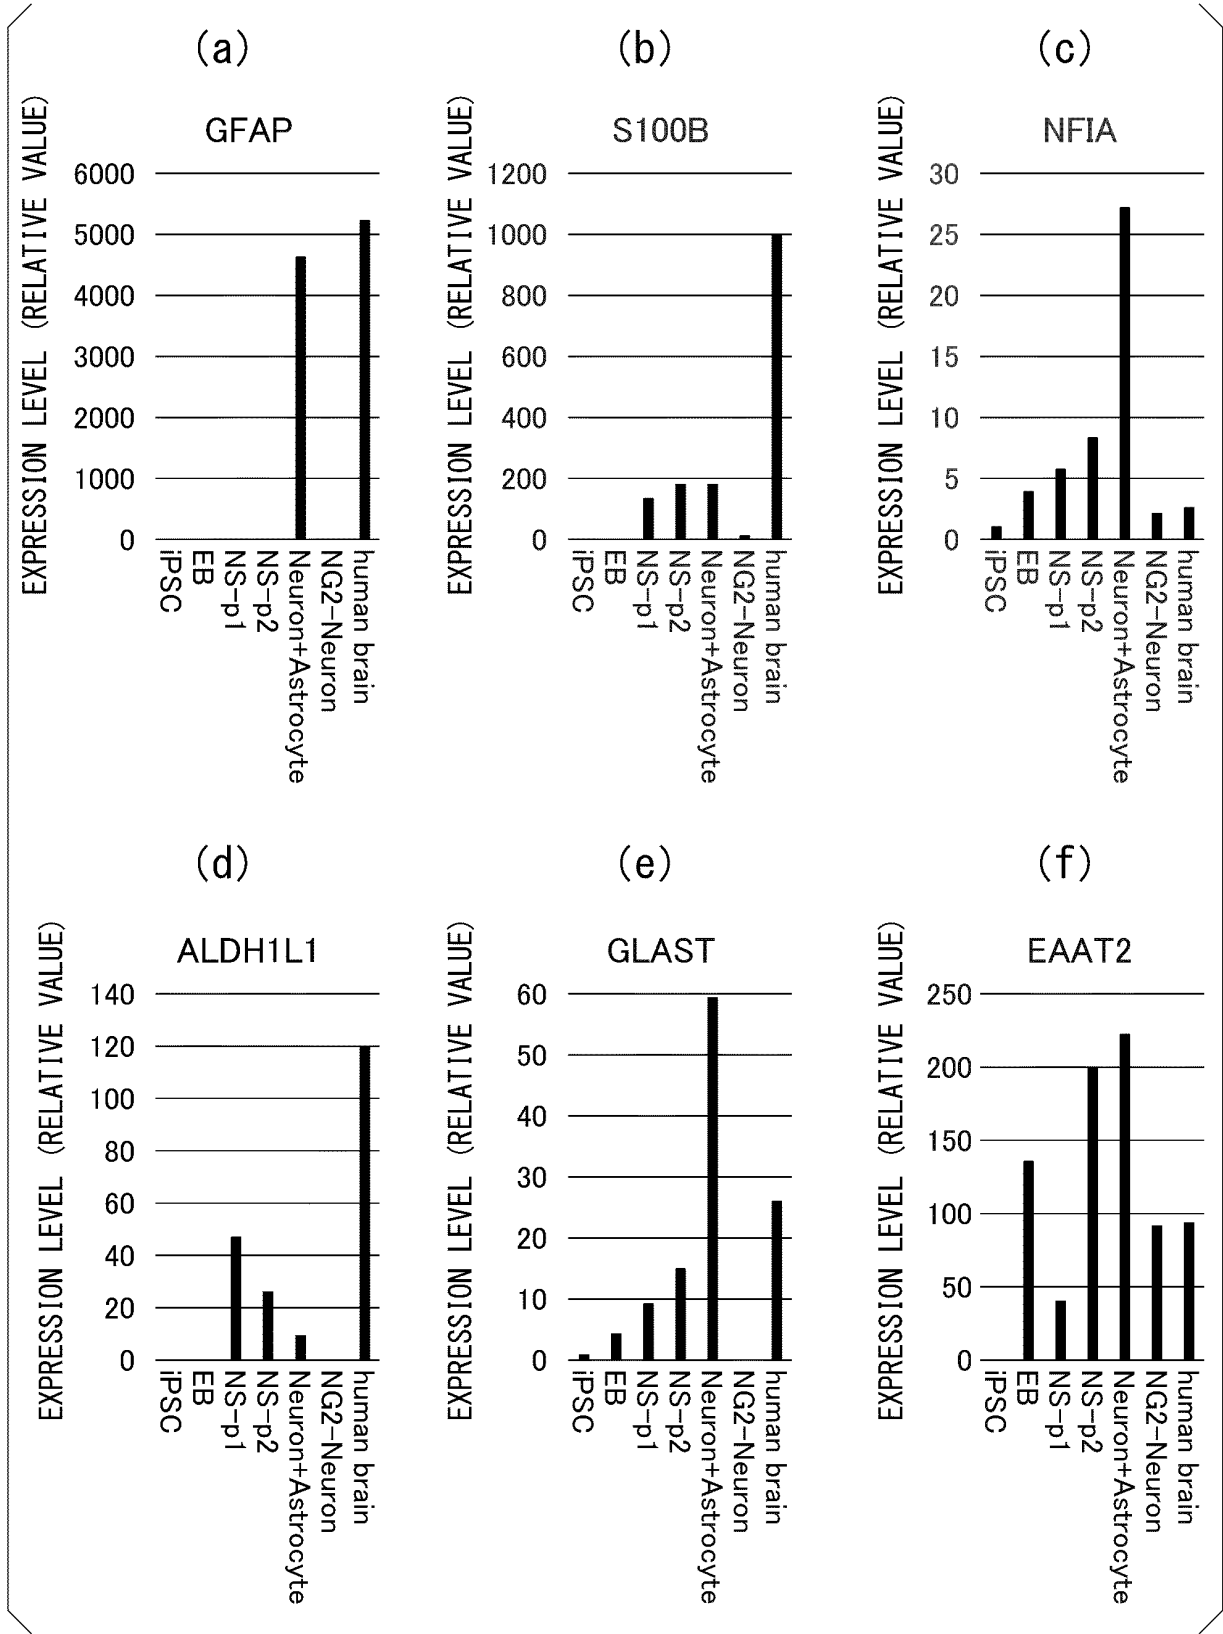 (a)
GFAP
EXPRESSION LEVEL (RELATIVE VALUE)
6000
5000
4000
3000
2000
1000
0
iPSC
EB
NS-p1
NS-p2
Neuron+Astrocyte
NG2-Neuron
human brain
(b)
S100B
EXPRESSION LEVEL (RELATIVE VALUE)
1200
1000
800
600
400
200
0
iPSC
EB
NS-p1
NS-p2
Neuron+Astrocyte
NG2-Neuron
human brain
(c)
NFIA
EXPRESSION LEVEL (RELATIVE VALUE)
30
25
20
15
10
5
0
iPSC
EB
NS-p1
NS-p2
Neuron+Astrocyte
NG2-Neuron
human brain
(d)
ALDH1L1
EXPRESSION LEVEL (RELATIVE VALUE)
140
120
100
80
60
40
20
0
iPSC
EB
NS-p1
NS-p2
Neuron+Astrocyte
NG2-Neuron
human brain
(e)
GLAST
EXPRESSION LEVEL (RELATIVE VALUE)
60
50
40
30
20
10
0
iPSC
EB
NS-p1
NS-p2
Neuron+Astrocyte
NG2-Neuron
human brain
(f)
EAAT2
EXPRESSION LEVEL (RELATIVE VALUE)
250
200
150
100
50
0
iPSC
EB
NS-p1
NS-p2
Neuron+Astrocyte
NG2-Neuron
human brain